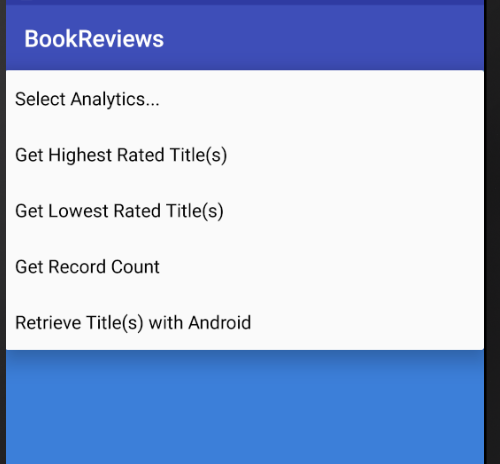 BookReviews
Select Analytics...
Get Highest Rated Title(s)
Get Lowest Rated Title(s)
Get Record Count
Retrieve Title(s) with Android